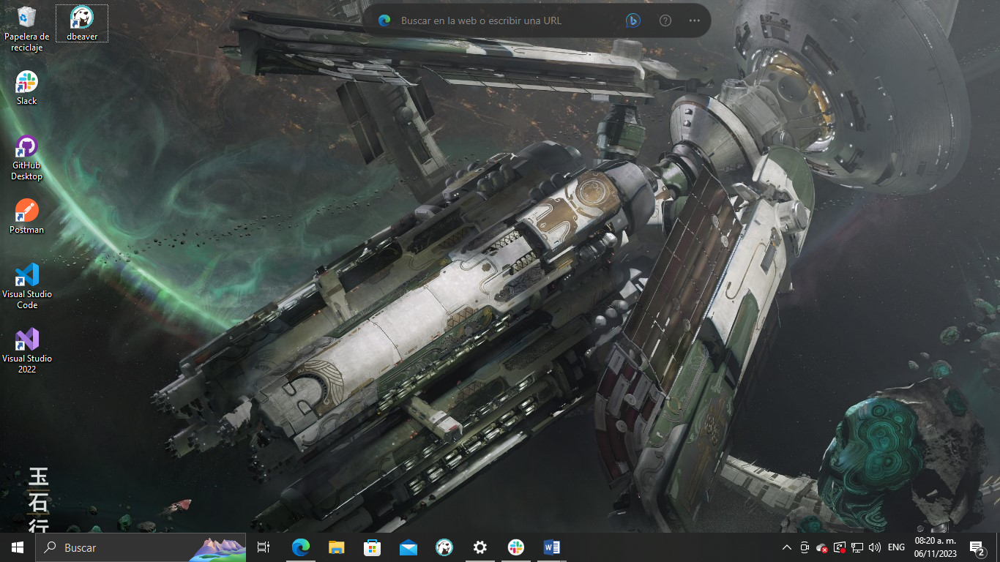 Papelera de
reciclaje
dbeaver
Buscar en la web o escribir una URL
Slack
GitHub
Desktop
Postman
Visual Studio
Code
Visual Studio
2022
玉
石
行
Buscar
ENG
08:20 a. m.
06/11/2023
2